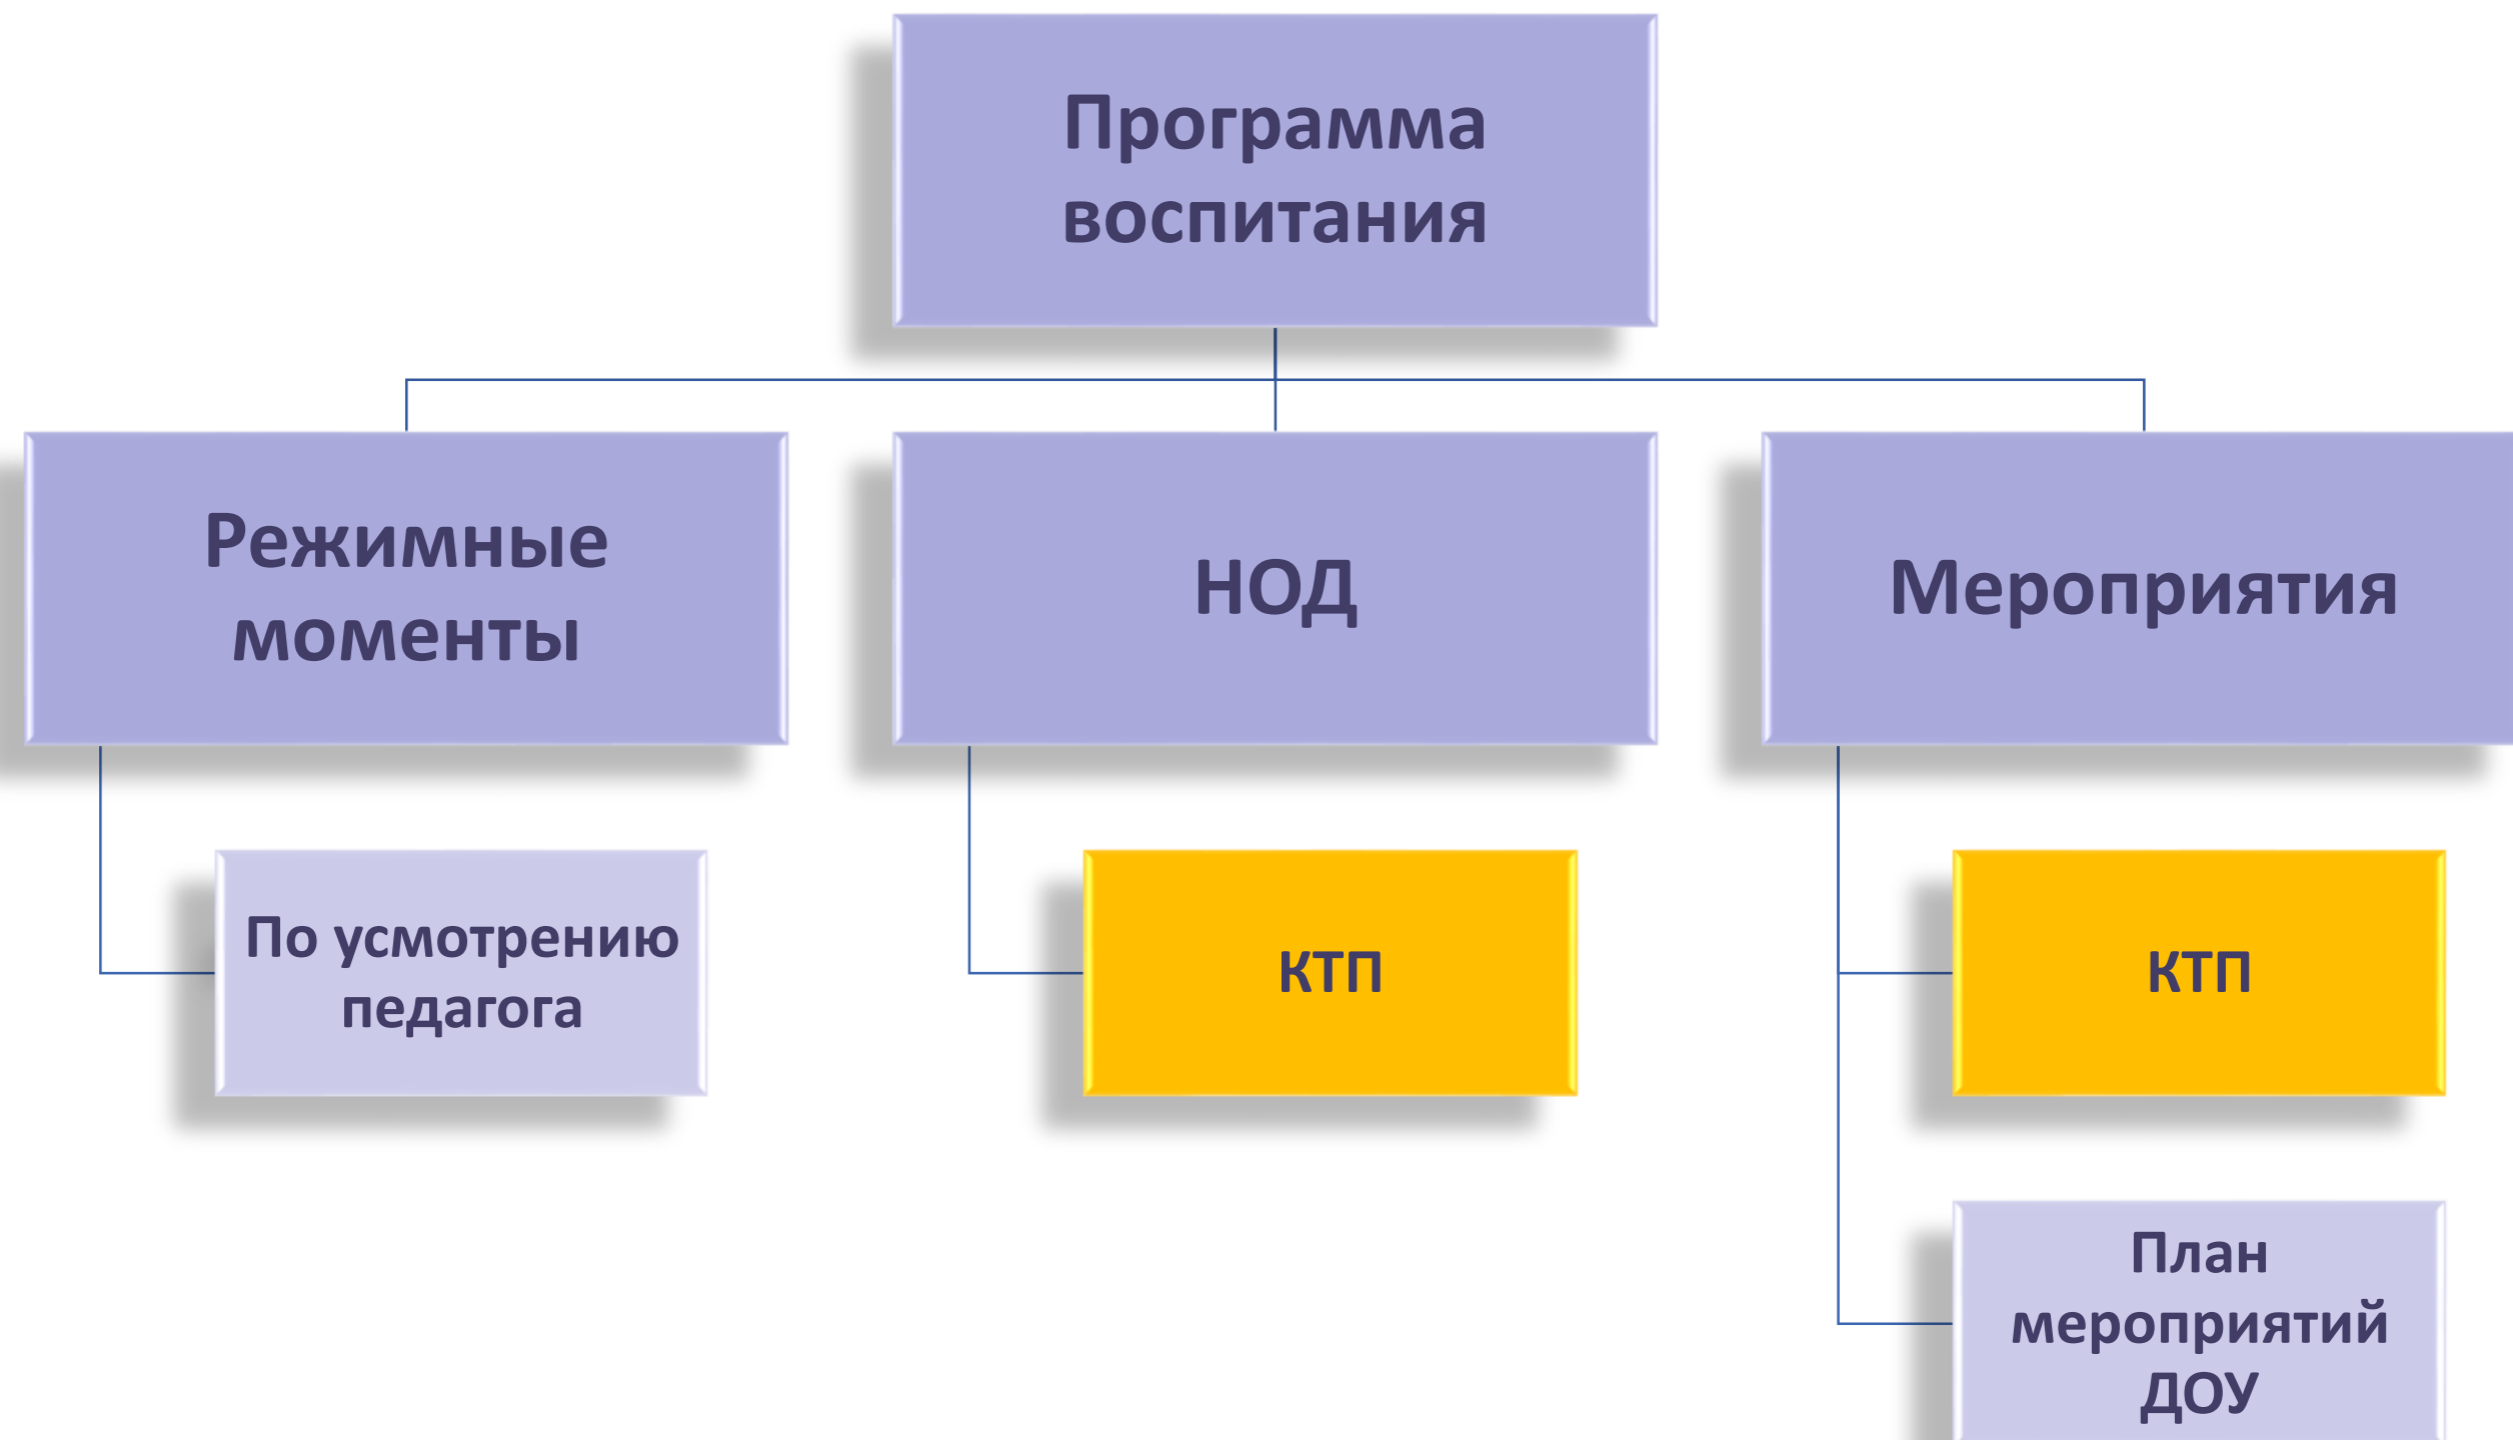 Программа
воспитания
Режимные
моменты
НОД
Мероприятия
По усмотрению
педагога
КТП
КТП
План
мероприятий
ДОУ